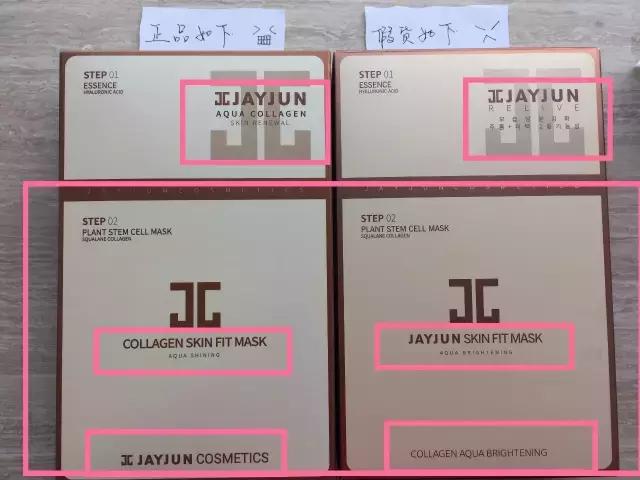 正品如下
假货如下
STEP 01
ESSENCE
HYALURONIC ACID
JAYJUN
AQUA COLLAGEN
SKIN RENEWAL
JAYJUNCOSMETICS
STEP 02
PLANT STEM CELL MASK
SQUALANE COLLAGEN
COLLAGEN SKIN FIT MASK
AQUA SHINING
JAYJUN COSMETICS
STEP 01
ESSENCE
HYALURONIC ACID
JAYJUN
RELIVE
JAYJUNCOSMETICS
STEP 02
PLANT STEM CELL MASK
SQUALANE COLLAGEN
JAYJUN SKIN FIT MASK
AQUA BRIGHTENING
COLLAGEN AQUA BRIGHTENING